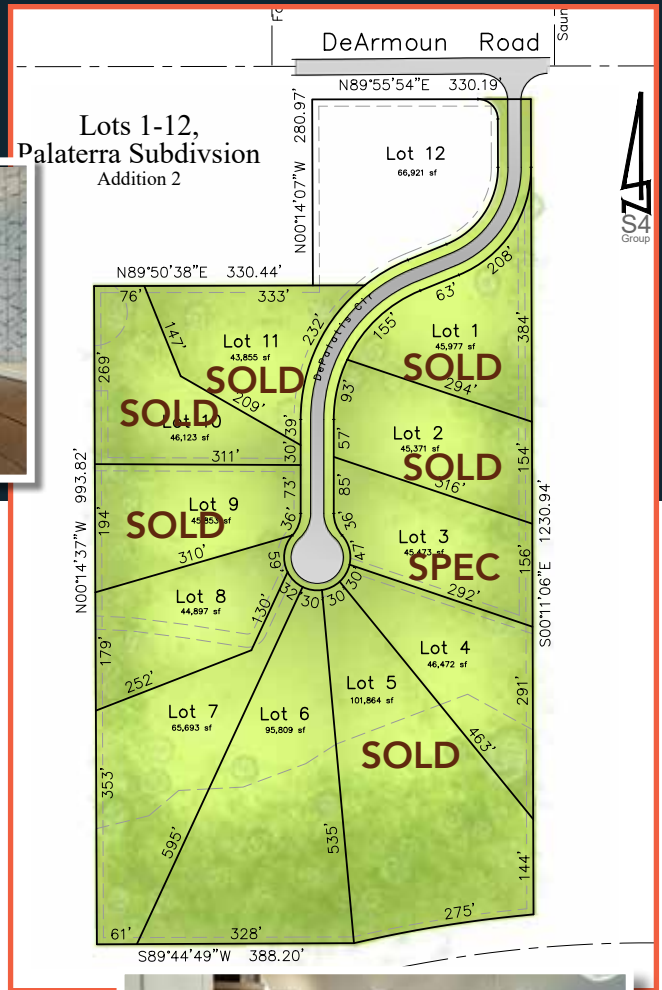 DeArmoun Road
Saun
N89°55'54"E 330.19'
Lots 1-12,
Palaterra Subdivsion
Addition 2
N00°14'07"W 280.97'
Lot 12
66,921 sf
S4
Group
N89°50'38"E 330.44'
76'
333'
232'
DePalatis Cir
155'
63'
208'
384'
147'
269'
Lot 11
43,855 sf
SOLD
209'
39'
Lot 1
45,977 sf
SOLD
294'
93'
SOLD
Lot 10
46,123 sf
311'
30'
57'
Lot 2
45,371 sf
SOLD
316'
154'
N00°14'37"W 993.82'
194'
Lot 9
45,853 sf
SOLD
310'
73'
36'
85'
36'
Lot 3
45,473 sf
SPEC
292'
156'
S00°11'06"E 1230.94'
59'
47'
32'
30'
30'
30'
Lot 8
44,897 sf
130'
179'
252'
Lot 4
46,472 sf
291'
463'
Lot 5
101,864 sf
SOLD
Lot 7
65,693 sf
Lot 6
95,809 sf
353'
595'
535'
144'
61'
328'
275'
S89°44'49"W 388.20'